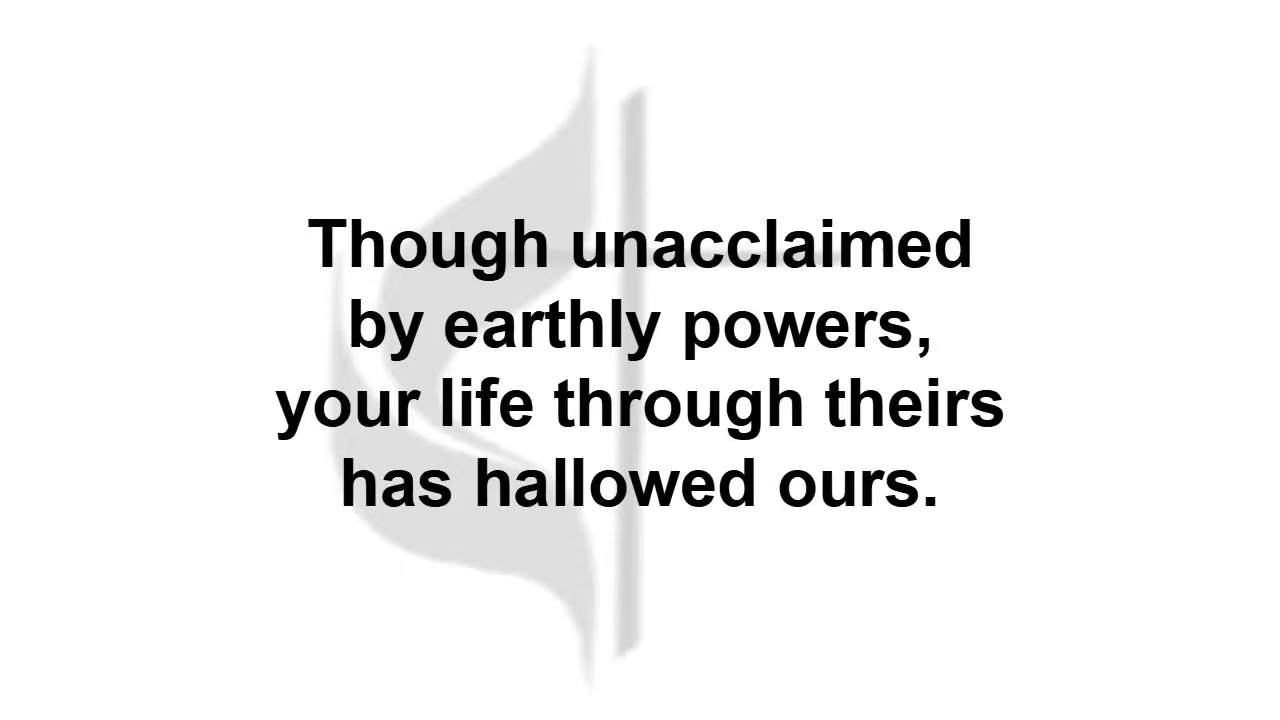 Though unacclaimed
by earthly powers,
your life through theirs
has hallowed ours.